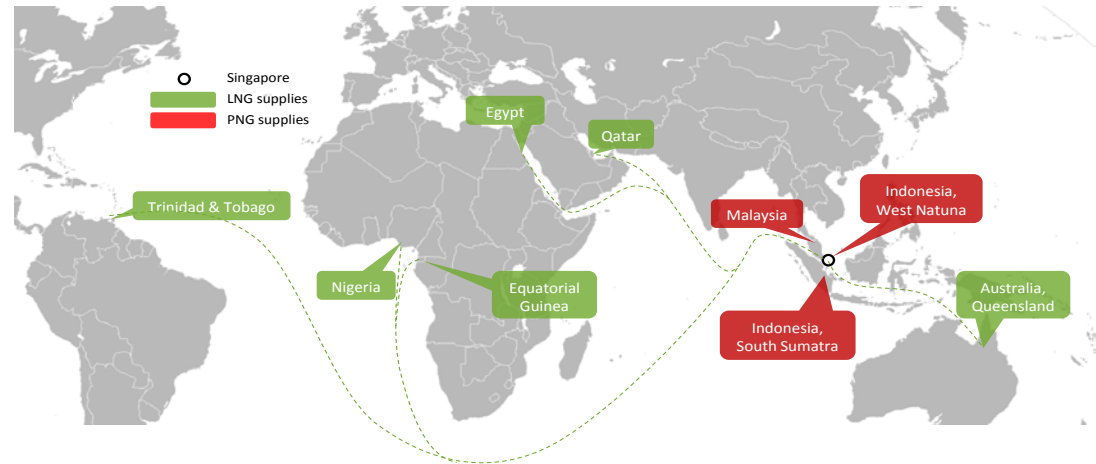 Singapore
LNG supplies
PNG supplies
Egypt
Qatar
Trinidad & Tobago
Malaysia
Indonesia,
West Natuna
Nigeria
Equatorial
Guinea
Indonesia,
South Sumatra
Australia,
Queensland